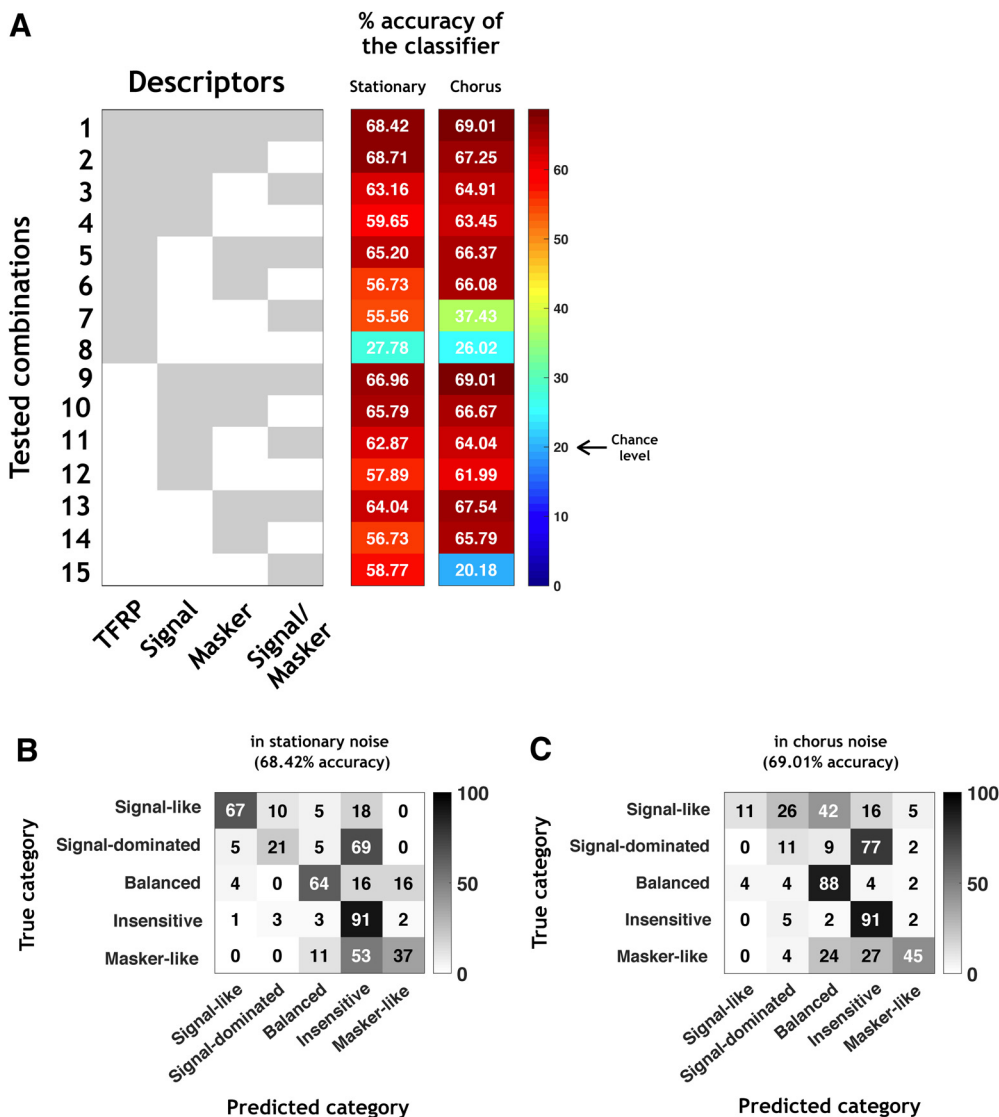 A
% accuracy of
the classifier
Descriptors
Stationary Chorus
Tested combinations
1 68.42 69.01
2 68.71 67.25
3 63.16 64.91
4 59.65 63.45
5 65.20 66.37
6 56.73 66.08
7 55.56 37.43
8 27.78 26.02
9 66.96 69.01
10 65.79 66.67
11 62.87 64.04
12 57.89 61.99
13 64.04 67.54
14 56.73 65.79
15 58.77 20.18
60
50
40
30
20
10
0
Chance
level
TFRP
Signal
Masker
Signal/
Masker
B
in stationary noise
(68.42% accuracy)
True category
Signal-like 67 10 5 18 0
Signal-dominated 5 21 5 69 0
Balanced 4 0 64 16 16
Insensitive 1 3 3 91 2
Masker-like 0 0 11 53 37
100
50
0
Signal-like
Signal-dominated
Balanced
Insensitive
Masker-like
Predicted category
C
in chorus noise
(69.01% accuracy)
True category
Signal-like 11 26 42 16 5
Signal-dominated 0 11 9 77 2
Balanced 4 4 88 4 2
Insensitive 0 5 2 91 2
Masker-like 0 4 24 27 45
100
50
0
Signal-like
Signal-dominated
Balanced
Insensitive
Masker-like
Predicted category